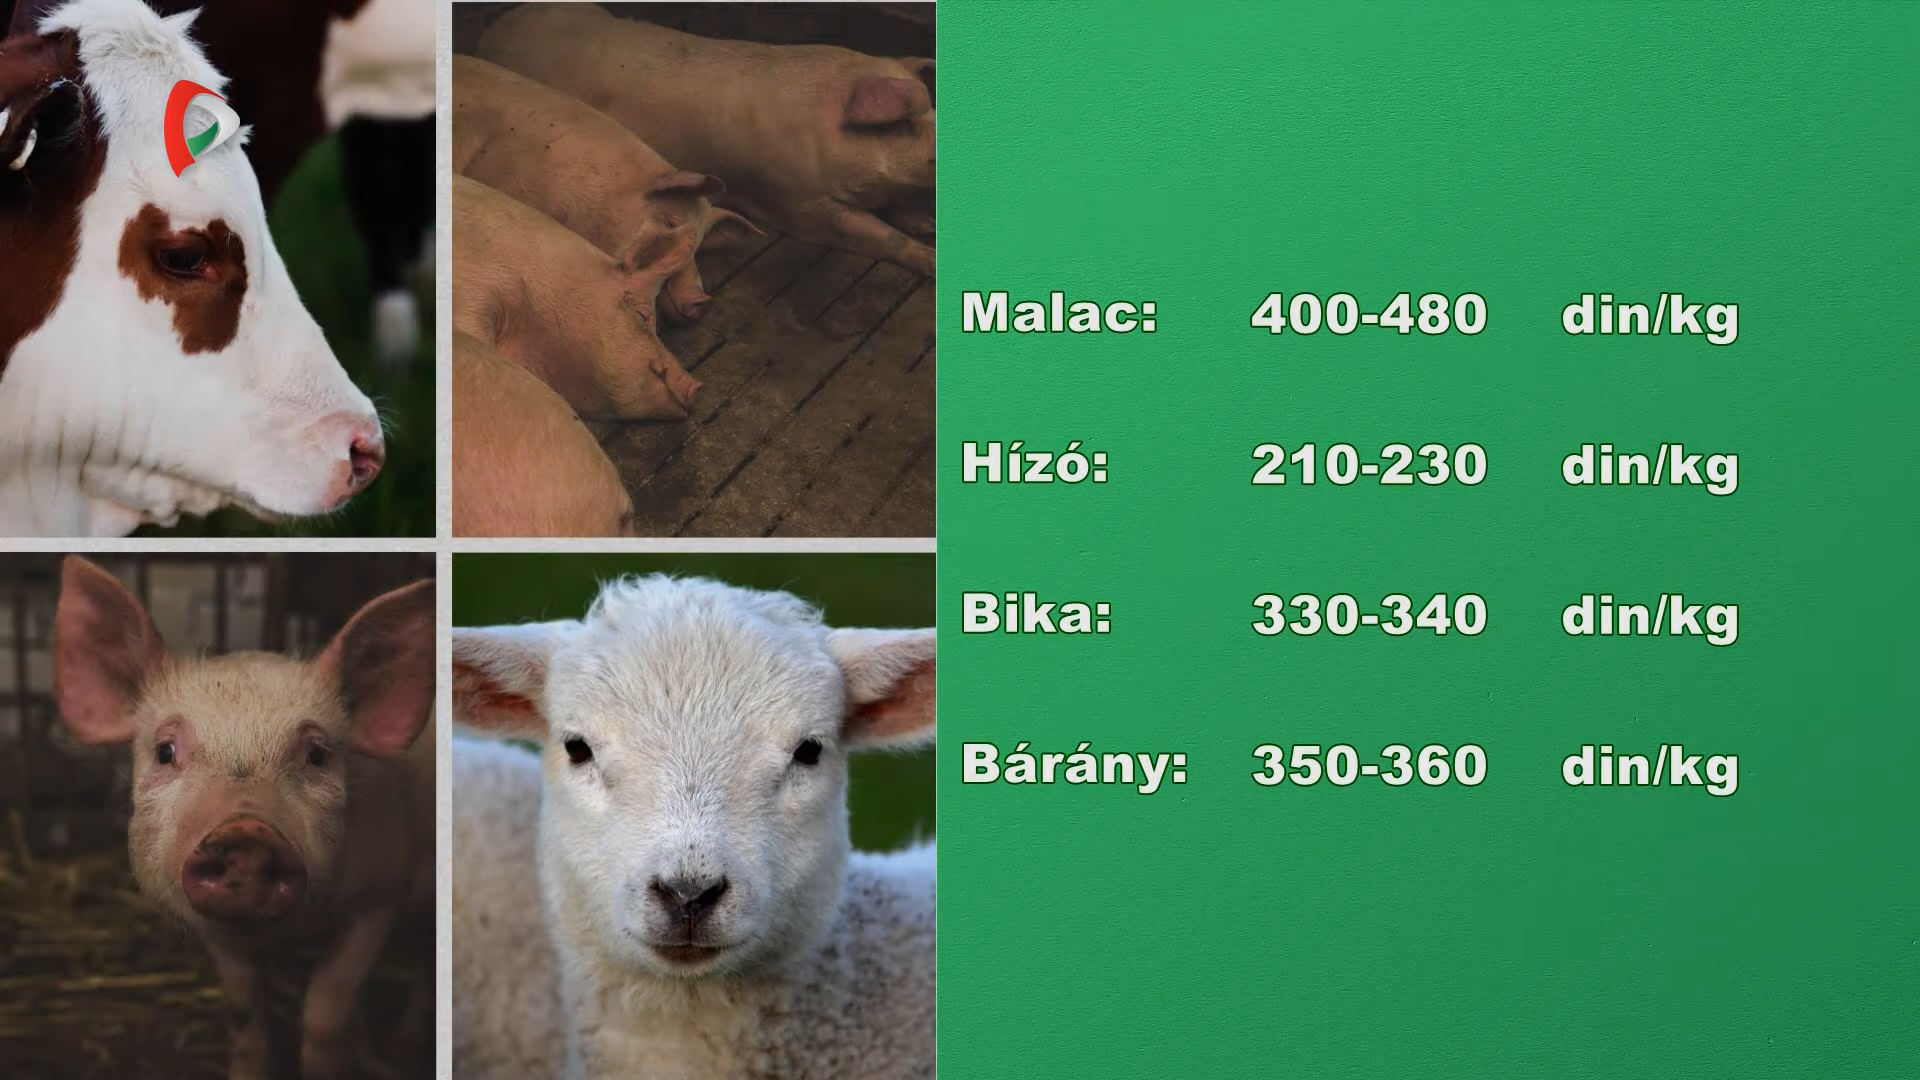 Malac: 400-480 din/kg
Hízó: 210-230 din/kg
Bika: 330-340 din/kg
Bárány: 350-360 din/kg